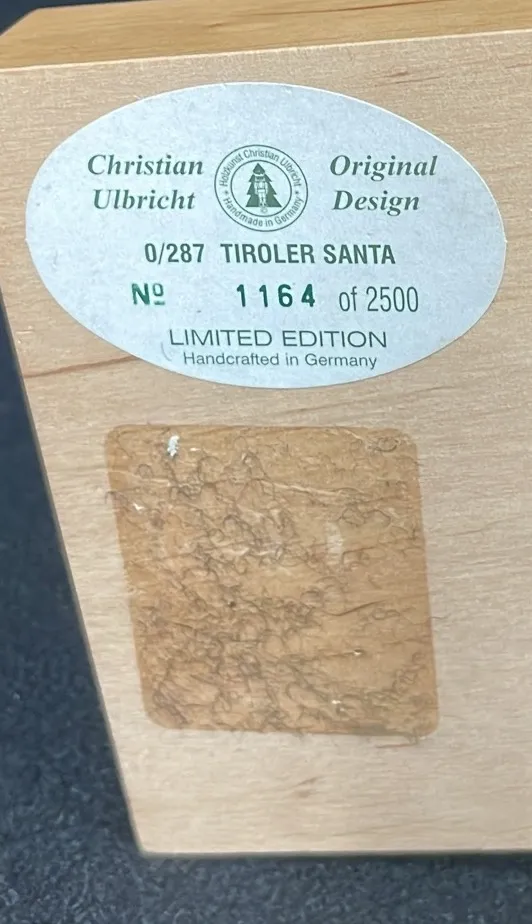 Christian Ulbricht
Original Design
Holzkunst Christian Ulbricht
Handmade in Germany
0/287 TIROLER SANTA
Nº 1164 of 2500
LIMITED EDITION
Handcrafted in Germany